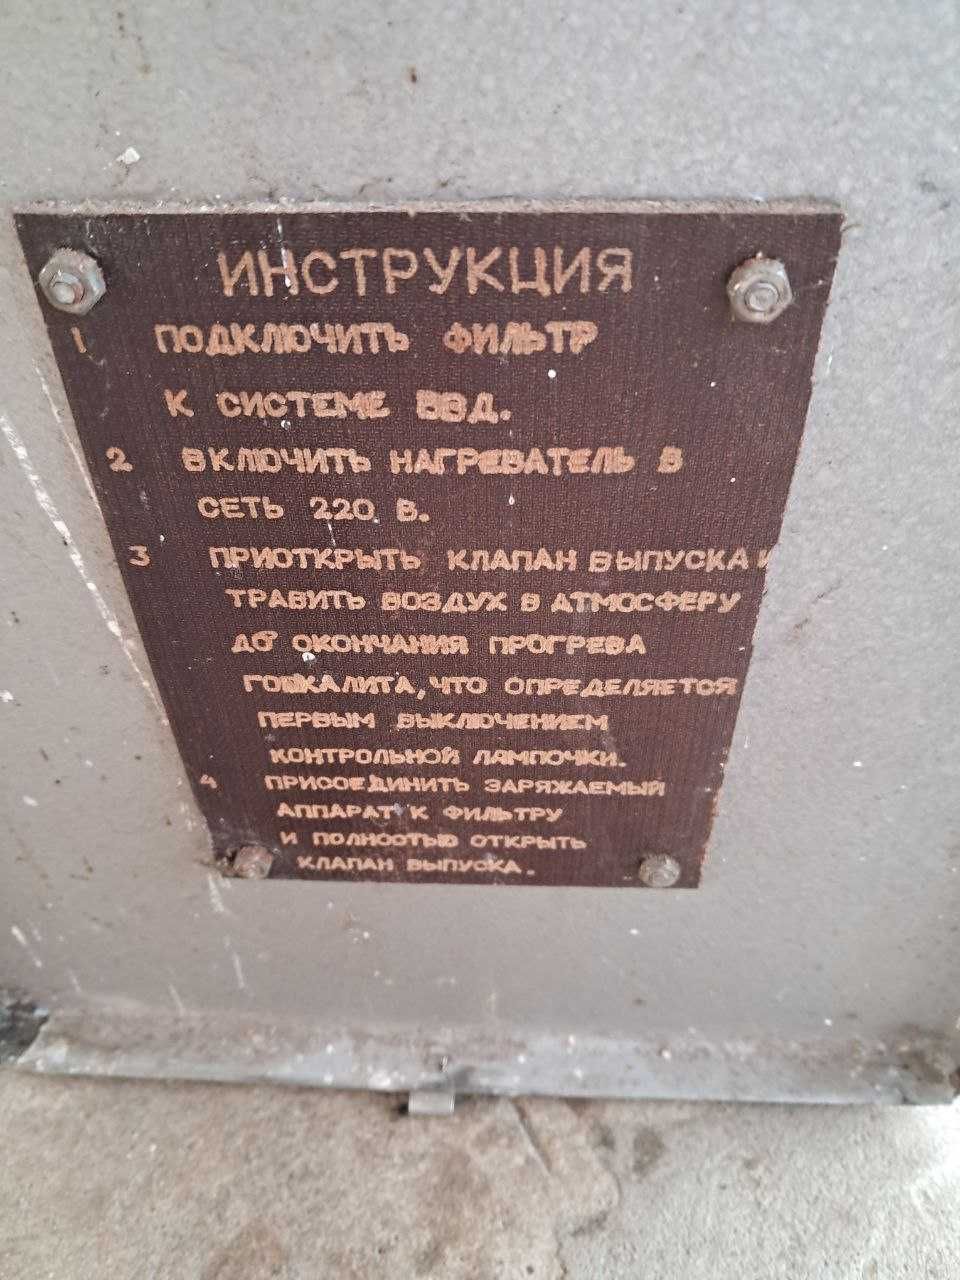 ИНСТРУКЦИЯ
1 ПОДКЛЮЧИТЬ ФИЛЬТР
К СИСТЕМЕ ВВД.
2 ВКЛЮЧИТЬ НАГРЕВАТЕЛЬ В
СЕТЬ 220 В.
3 ПРИОТКРЫТЬ КЛАПАН ВЫПУСКА И
ТРАВИТЬ ВОЗДУХ В АТМОСФЕРУ
ДО ОКОНЧАНИЯ ПРОГРЕВА
ГОПКАЛИТА, ЧТО ОПРЕДЕЛЯЕТСЯ
ПЕРВЫМ ВЫКЛЮЧЕНИЕМ
КОНТРОЛЬНОЙ ЛАМПОЧКИ.
4 ПРИСОЕДИНИТЬ ЗАРЯЖАЕМЫЙ
АППАРАТ К ФИЛЬТРУ
И ПОЛНОСТЬЮ ОТКРЫТЬ
КЛАПАН ВЫПУСКА.